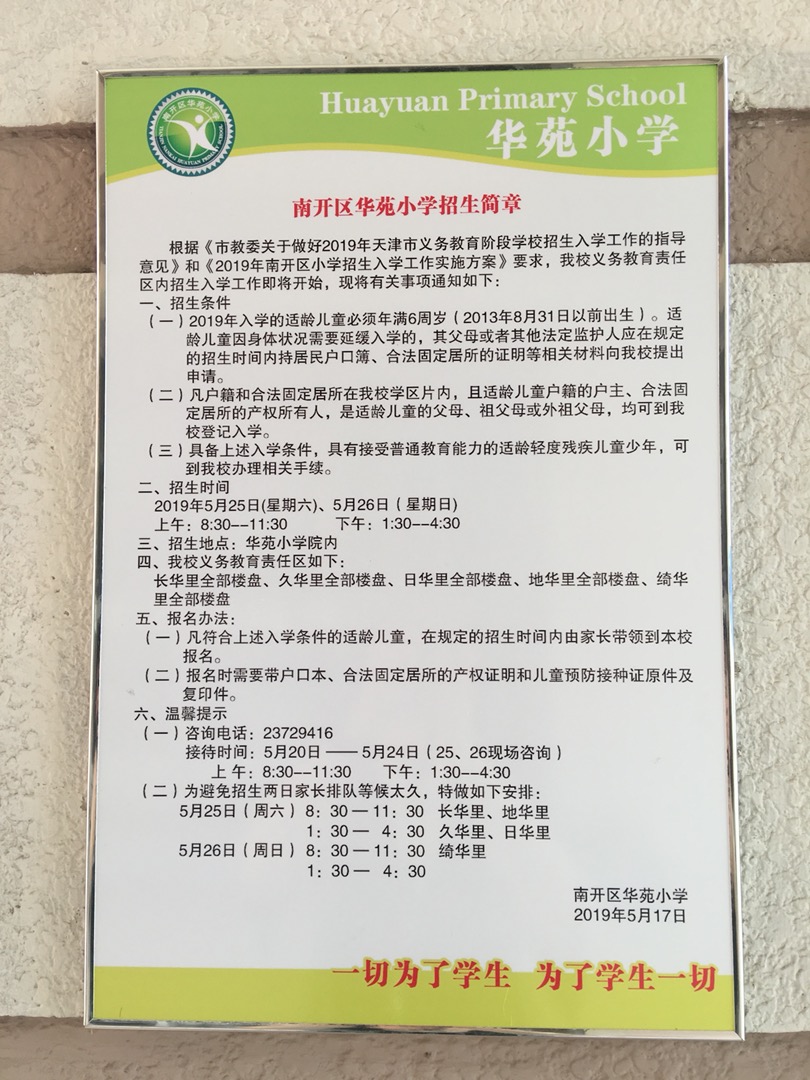 南开区华苑小学
TIANJIN NANKAI HUAYUAN PRIMARY SCHOOL
Huayuan Primary School
华苑小学
南开区华苑小学招生简章
根据《市教委关于做好2019年天津市义务教育阶段学校招生入学工作的指导
意见》和《2019年南开区小学招生入学工作实施方案》要求，我校义务教育责任
区内招生入学工作即将开始，现将有关事项通知如下：
一、招生条件
（一）2019年入学的适龄儿童必须年满6周岁（2013年8月31日以前出生）。适
龄儿童因身体状况需要延缓入学的，其父母或者其他法定监护人应在规定
的招生时间内持居民户口簿、合法固定居所的证明等相关材料向我校提出
申请。
（二）凡户籍和合法固定居所在我校学区片内，且适龄儿童户籍的户主、合法固
定居所的产权所有人，是适龄儿童的父母、祖父母或外祖父母，均可到我
校登记入学。
（三）具备上述入学条件，具有接受普通教育能力的适龄轻度残疾儿童少年，可
到我校办理相关手续。
二、招生时间
2019年5月25日(星期六)、5月26日（星期日)
上午：8:30--11:30 下午：1:30--4:30
三、招生地点：华苑小学院内
四、我校义务教育责任区如下：
长华里全部楼盘、久华里全部楼盘、日华里全部楼盘、地华里全部楼盘、绮华
里全部楼盘
五、报名办法：
（一）凡符合上述入学条件的适龄儿童，在规定的招生时间内由家长带领到本校
报名。
（二）报名时需要带户口本、合法固定居所的产权证明和儿童预防接种证原件及
复印件。
六、温馨提示
（一）咨询电话：23729416
接待时间：5月20日 —— 5月24日（25、26现场咨询）
上 午：8:30--11:30 下午：1:30--4:30
（二）为避免招生两日家长排队等候太久，特做如下安排：
5月25日（周六） 8：30 — 11：30 长华里、地华里
1：30 — 4：30 久华里、日华里
5月26日（周日） 8：30 — 11：30 绮华里
1：30 — 4：30
南开区华苑小学
2019年5月17日
一切为了学生 为了学生一切